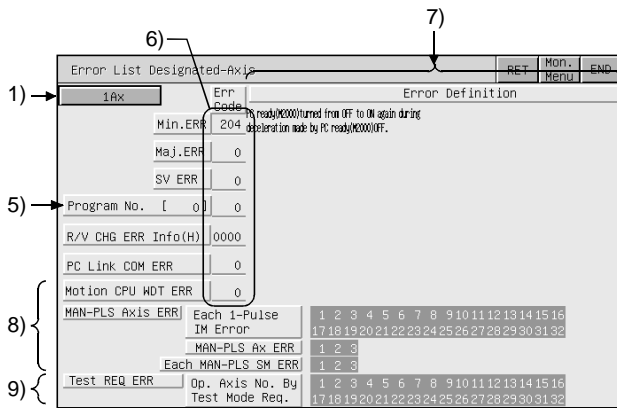 6)
7)
Error List Designated-Axis
RET
Mon.
Menu
END
1)
1Ax
Err
Code
Error Definition
Min.ERR 204
PC ready(M2000)turned from OFF to ON again during
deceleration made by PC ready(M2000)OFF.
Maj.ERR 0
SV ERR 0
5)
Program No. [ 0] 0
R/V CHG ERR Info(H) 0000
PC Link COM ERR 0
Motion CPU WDT ERR 0
8)
MAN-PLS Axis ERR
Each 1-Pulse
IM Error
1 2 3 4 5 6 7 8 9 10 11 12 13 14 15 16
17 18 19 20 21 22 23 24 25 26 27 28 29 30 31 32
MAN-PLS Ax ERR 1 2 3
Each MAN-PLS SM ERR 1 2 3
9)
Test REQ ERR
Op. Axis No. By
Test Mode Req.
1 2 3 4 5 6 7 8 9 10 11 12 13 14 15 16
17 18 19 20 21 22 23 24 25 26 27 28 29 30 31 32